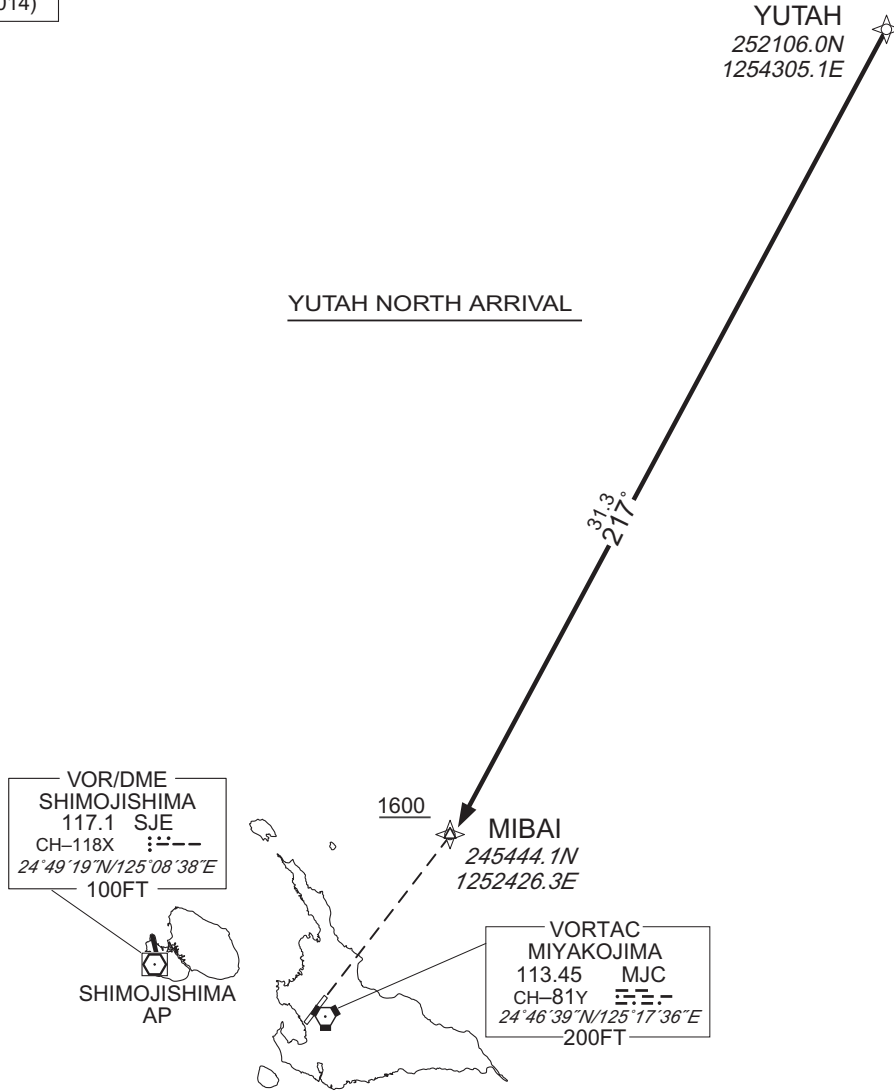 YUTAH
252106.0N
1254305.1E
YUTAH NORTH ARRIVAL
31.3
217°
1600
MIBAI
245444.1N
1252426.3E
VOR/DME
SHIMOJISHIMA
117.1 SJE
CH–118X
24°49´19˝N/125°08´38˝E
100FT
SHIMOJISHIMA
AP
VORTAC
MIYAKOJIMA
113.45 MJC
CH–81Y
24°46´39˝N/125°17´36˝E
200FT